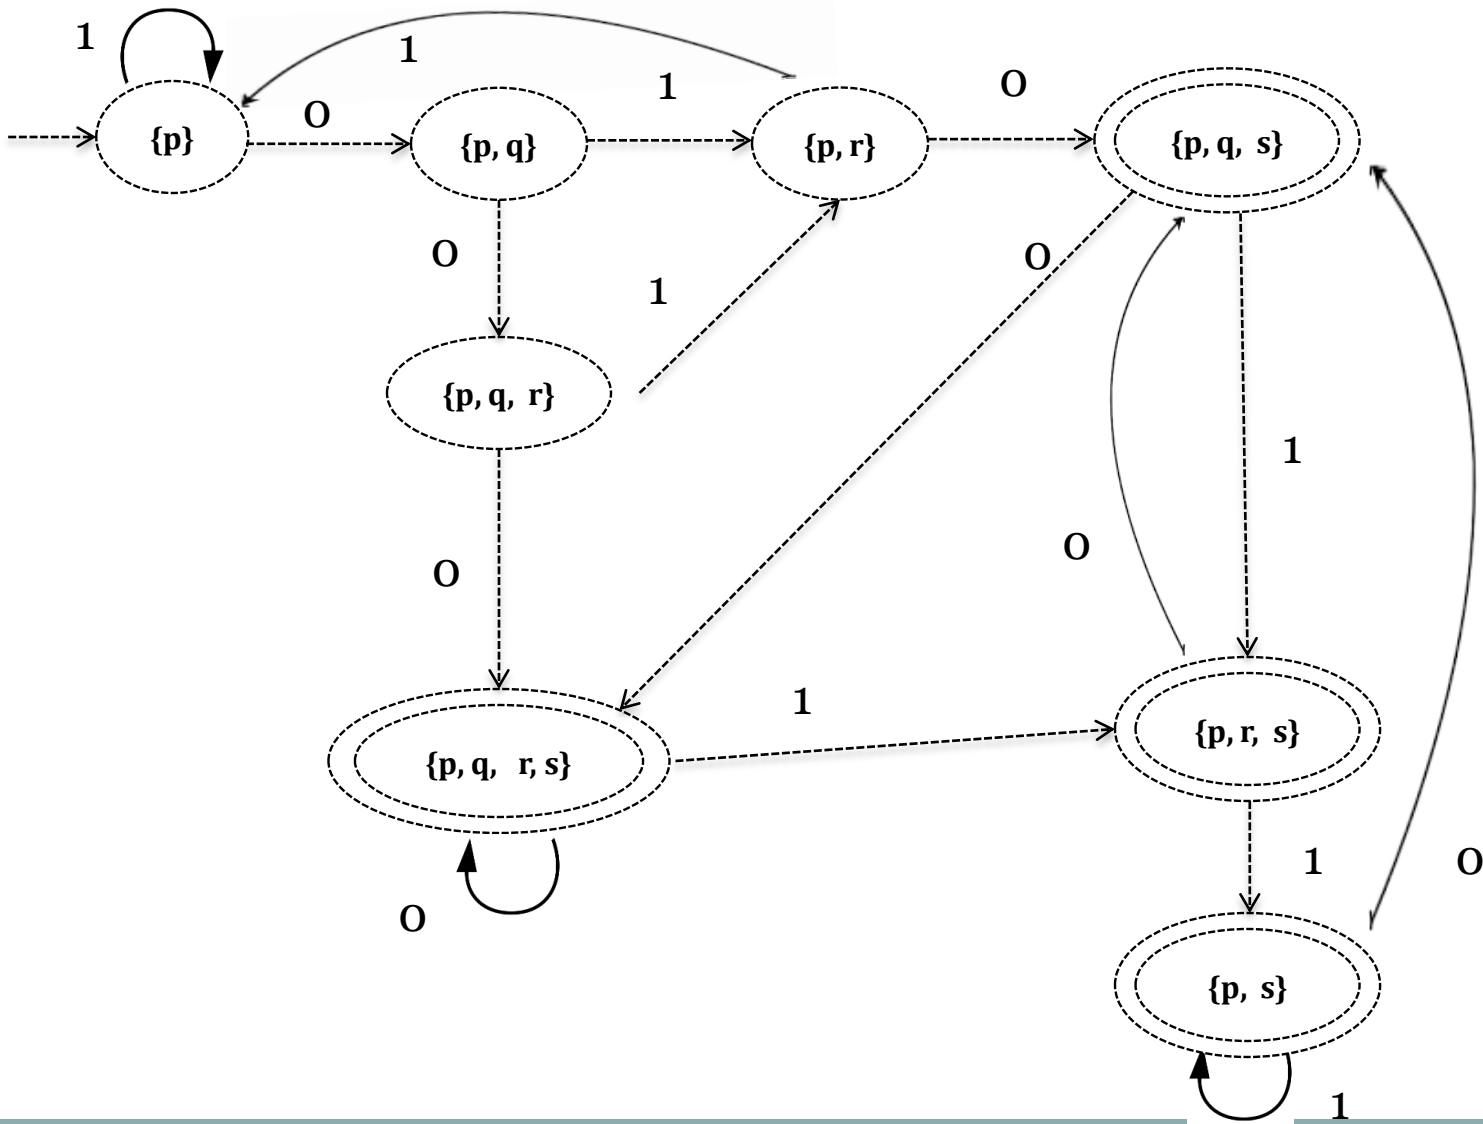 1
1
0
1
0
{p}
{p, q}
{p, r}
{p, q, s}
0
0
1
{p, q, r}
1
0
0
1
{p, r, s}
{p, q, r, s}
1
0
0
{p, s}
1